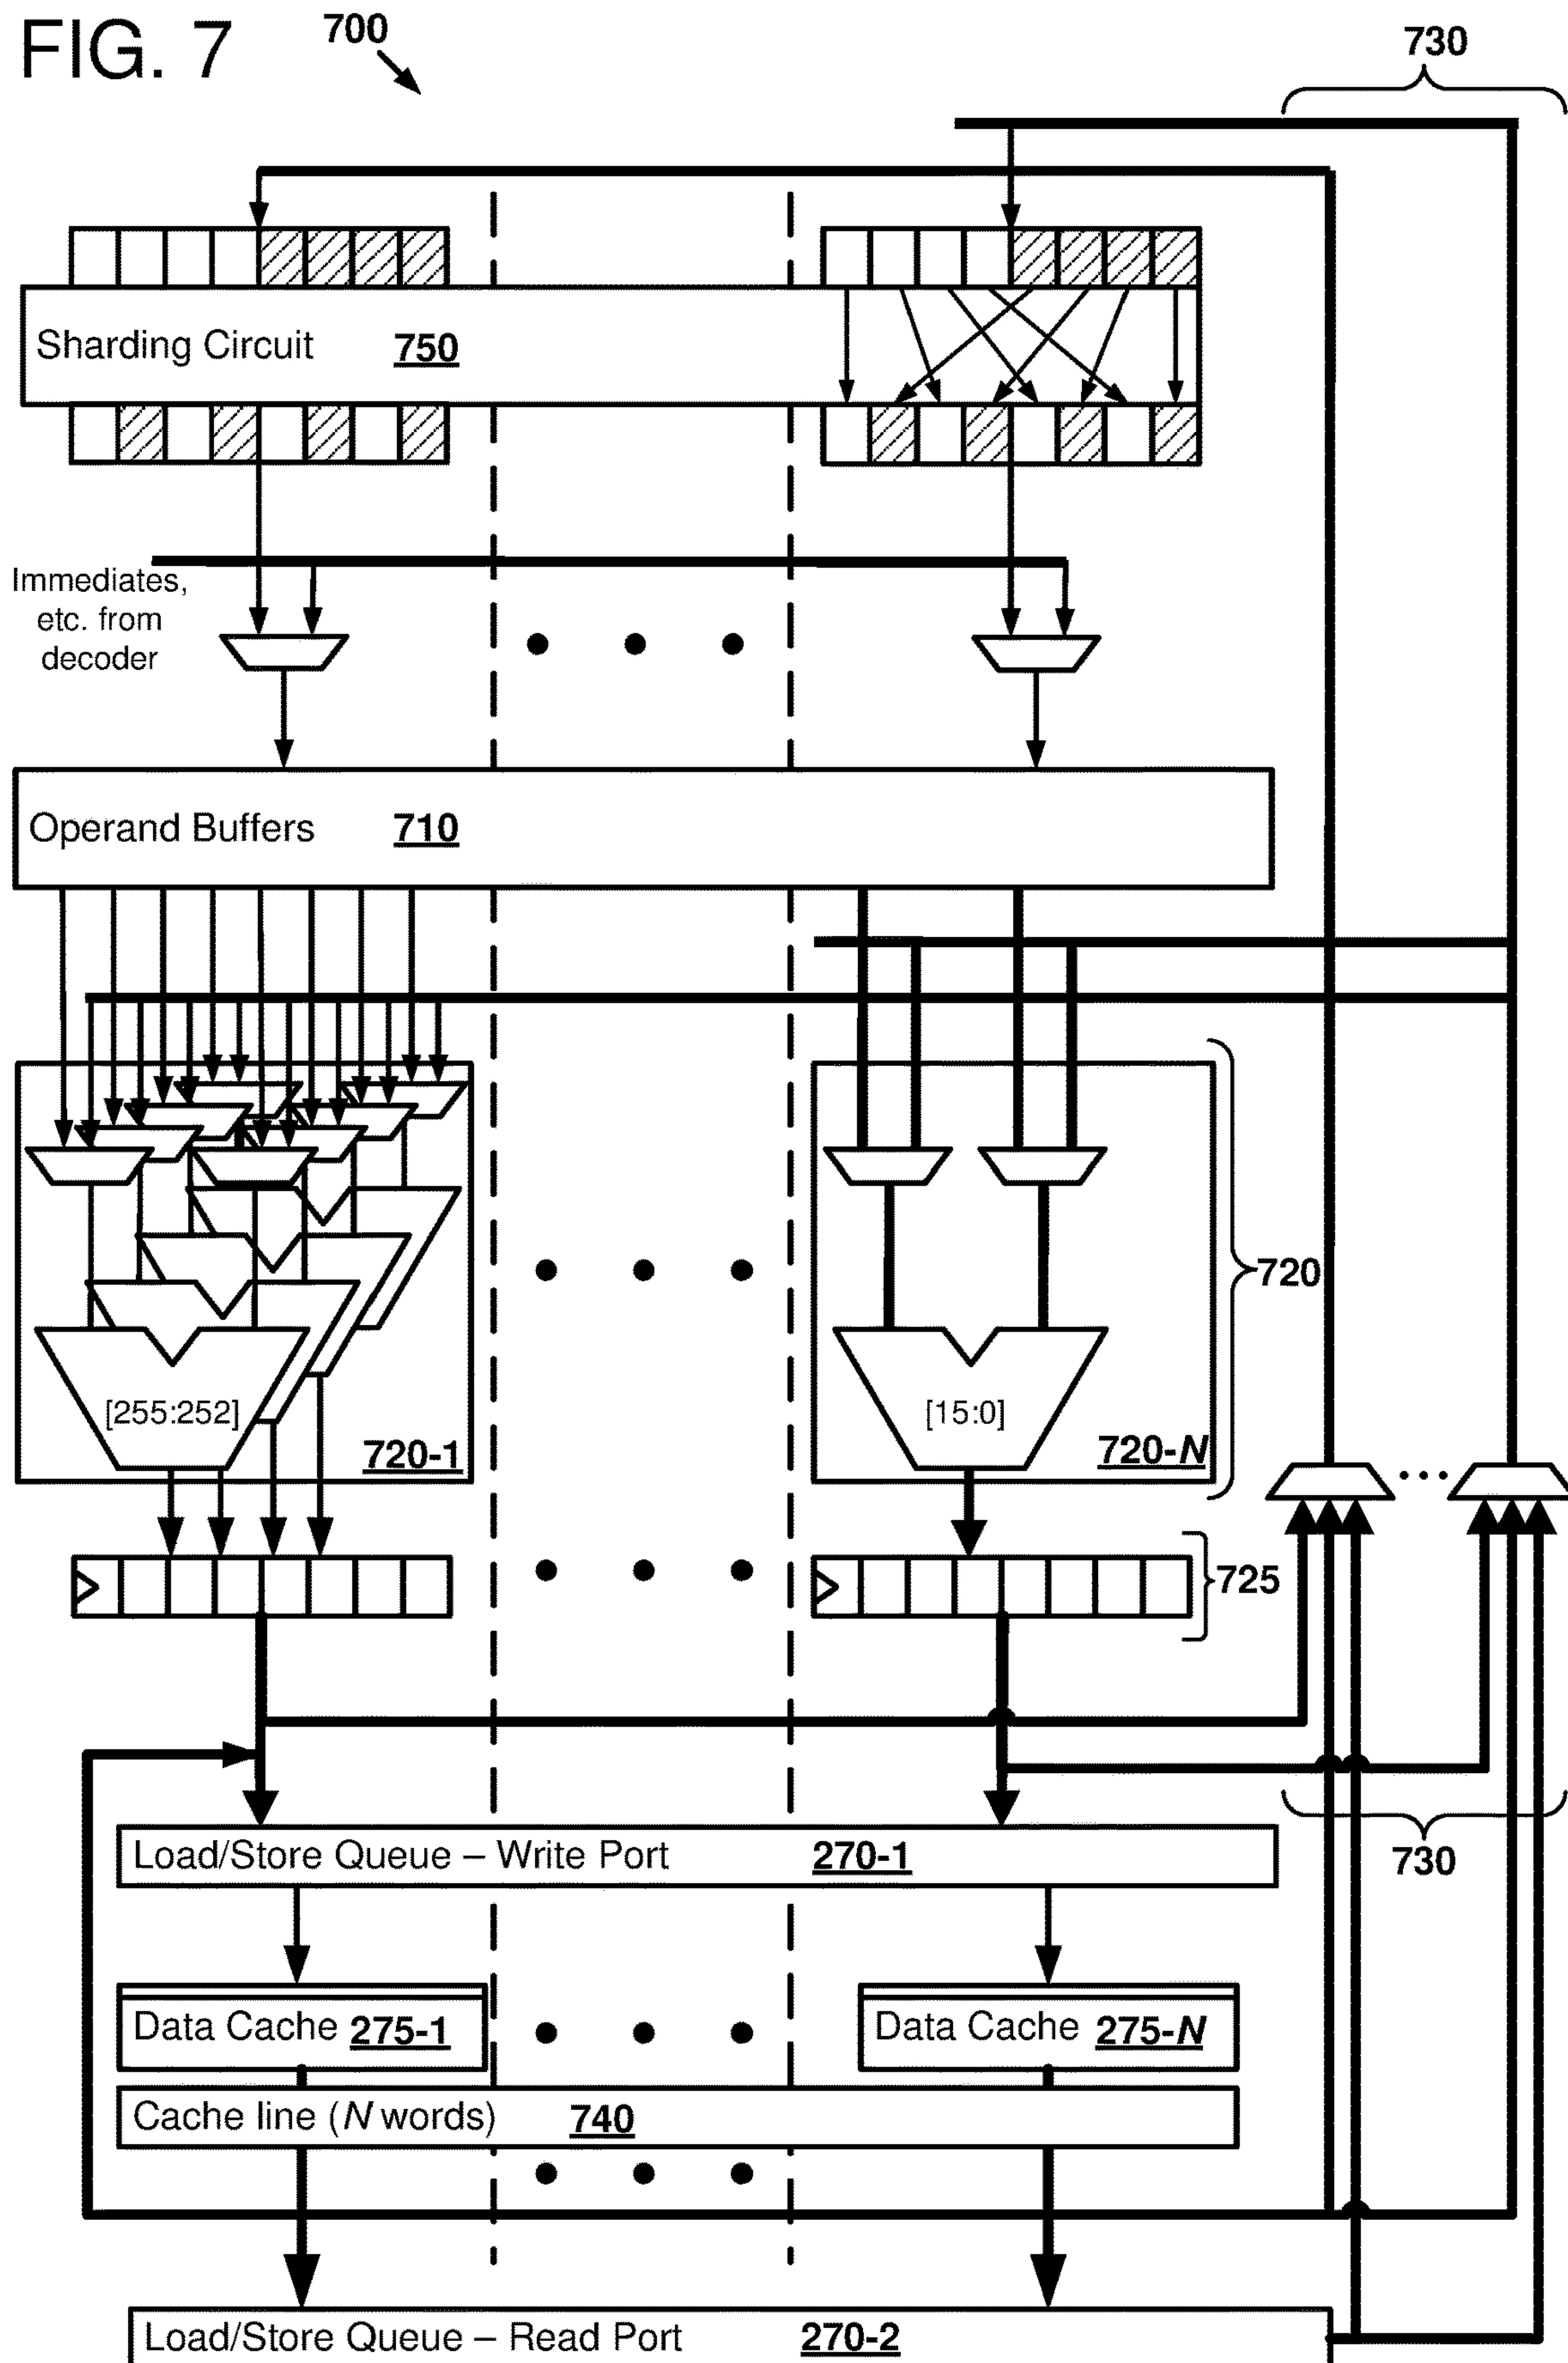 FIG. 7
700
730
Sharding Circuit 750
Immediates,
etc. from
decoder
Operand Buffers 710
720
[255:252]
[15:0]
720-1
720-N
725
Load/Store Queue – Write Port 270-1
730
Data Cache 275-1
Data Cache 275-N
Cache line (N words) 740
Load/Store Queue – Read Port 270-2